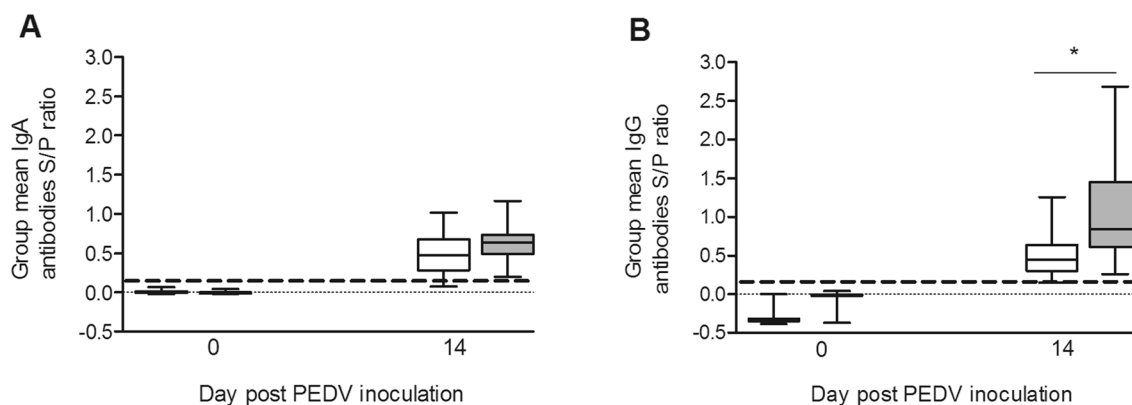 A
Group mean IgA
antibodies S/P ratio
3.0
2.5
2.0
1.5
1.0
0.5
0.0
-0.5
0
14
Day post PEDV inoculation
B
Group mean IgG
antibodies S/P ratio
3.0
2.5
2.0
1.5
1.0
0.5
0.0
-0.5
*
0
14
Day post PEDV inoculation